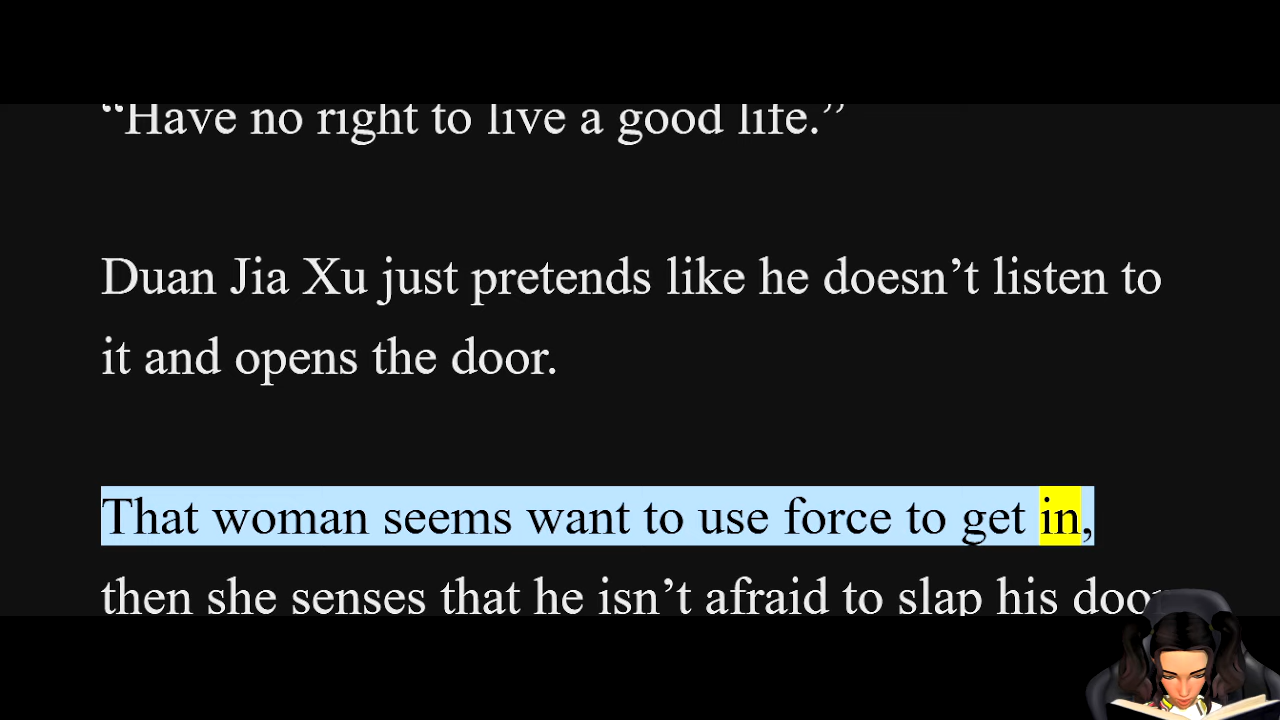 “Have no right to live a good life.”
Duan Jia Xu just pretends like he doesn’t listen to
it and opens the door.
That woman seems want to use force to get in,
then she senses that he isn’t afraid to slap his door